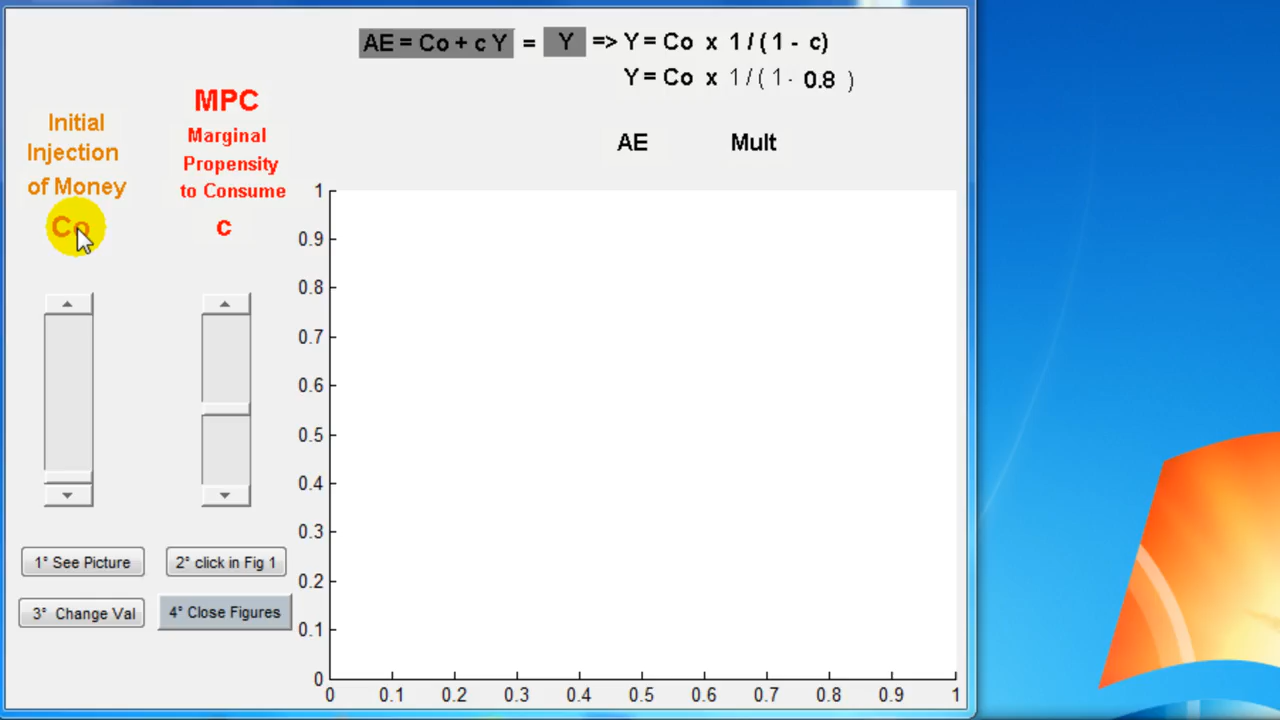 AE = Co + c Y = Y => Y = Co x 1 / ( 1 - c)
Y = Co x 1 / ( 1 - 0.8 )
Initial
Injection
of Money
Co
MPC
Marginal
Propensity
to Consume
c
AE Mult
1
0.9
0.8
0.7
0.6
0.5
0.4
0.3
0.2
0.1
0
0 0.1 0.2 0.3 0.4 0.5 0.6 0.7 0.8 0.9 1
1° See Picture 2° click in Fig 1
3° Change Val 4° Close Figures